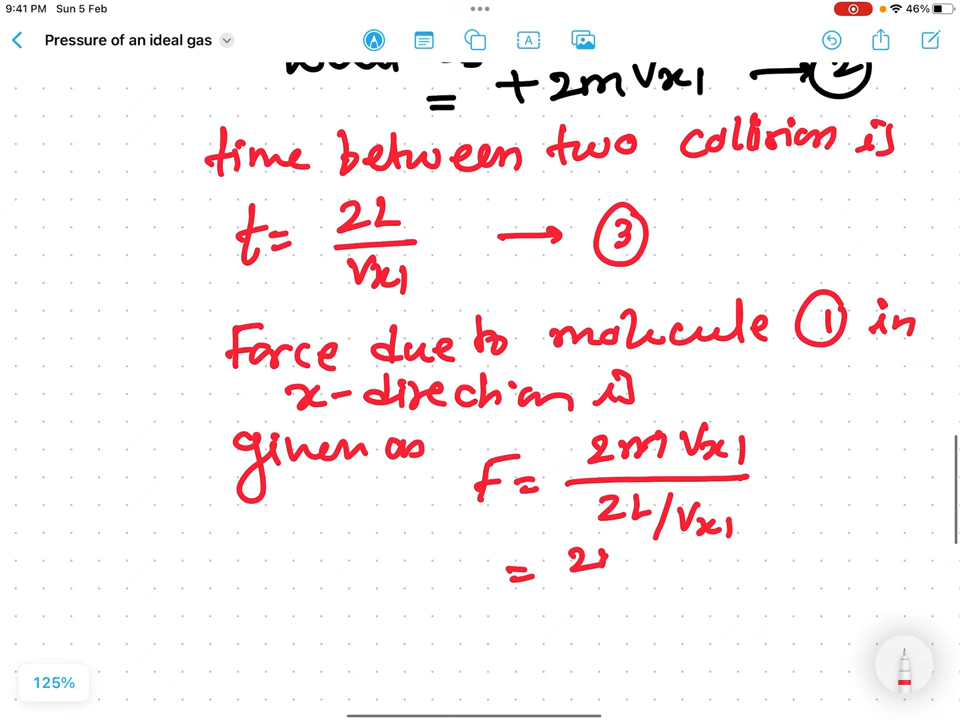 9:41 PM Sun 5 Feb
46%
Pressure of an ideal gas
= +2mVx1 → ②
time between two collision is
t = 2L / Vx1 → ③
Force due to molecule ① in
x-direction is
given as F = 2mVx1 / 2L/Vx1
= 2
125%